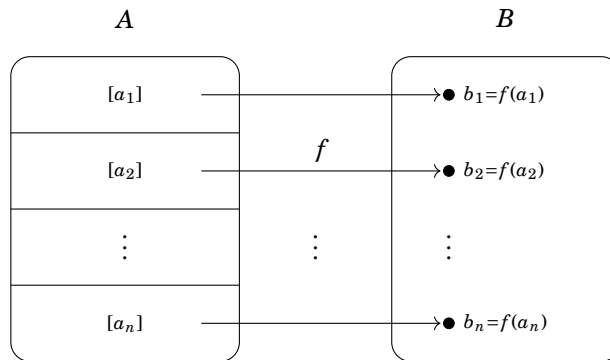 A B
[a₁] b₁=f(a₁)
f
[a₂] b₂=f(a₂)
⋮ ⋮ ⋮
[aₙ] bₙ=f(aₙ)